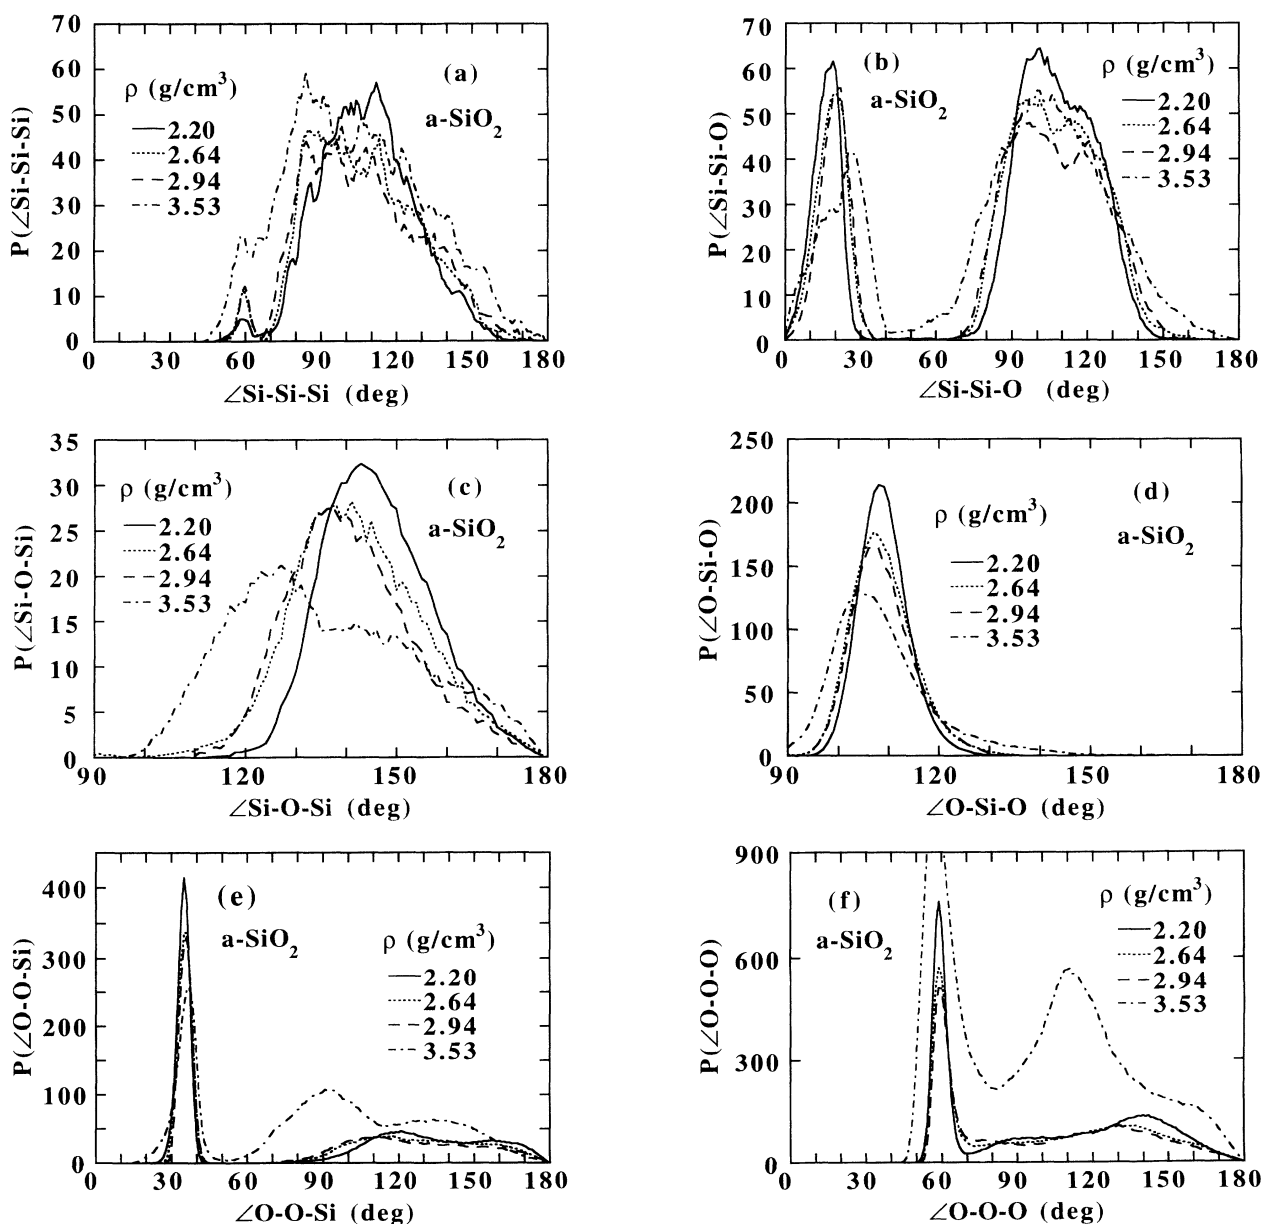 P(∠Si-Si-Si)
70
60
50
40
30
20
10
0
ρ (g/cm³)
2.20
2.64
2.94
3.53
(a)
a-SiO₂
0 30 60 90 120 150 180
∠Si-Si-Si (deg)
P(∠Si-Si-O)
70
60
50
40
30
20
10
0
(b)
a-SiO₂
ρ (g/cm³)
2.20
2.64
2.94
3.53
0 30 60 90 120 150 180
∠Si-Si-O (deg)
P(∠Si-O-Si)
35
30
25
20
15
10
5
0
ρ (g/cm³)
2.20
2.64
2.94
3.53
(c)
a-SiO₂
90 120 150 180
∠Si-O-Si (deg)
P(∠O-Si-O)
250
200
150
100
50
0
ρ (g/cm³)
2.20
2.64
2.94
3.53
(d)
a-SiO₂
90 120 150 180
∠O-Si-O (deg)
P(∠O-O-Si)
400
300
200
100
0
(e)
a-SiO₂
ρ (g/cm³)
2.20
2.64
2.94
3.53
0 30 60 90 120 150 180
∠O-O-Si (deg)
P(∠O-O-O)
900
600
300
0
(f)
a-SiO₂
ρ (g/cm³)
2.20
2.64
2.94
3.53
0 30 60 90 120 150 180
∠O-O-O (deg)